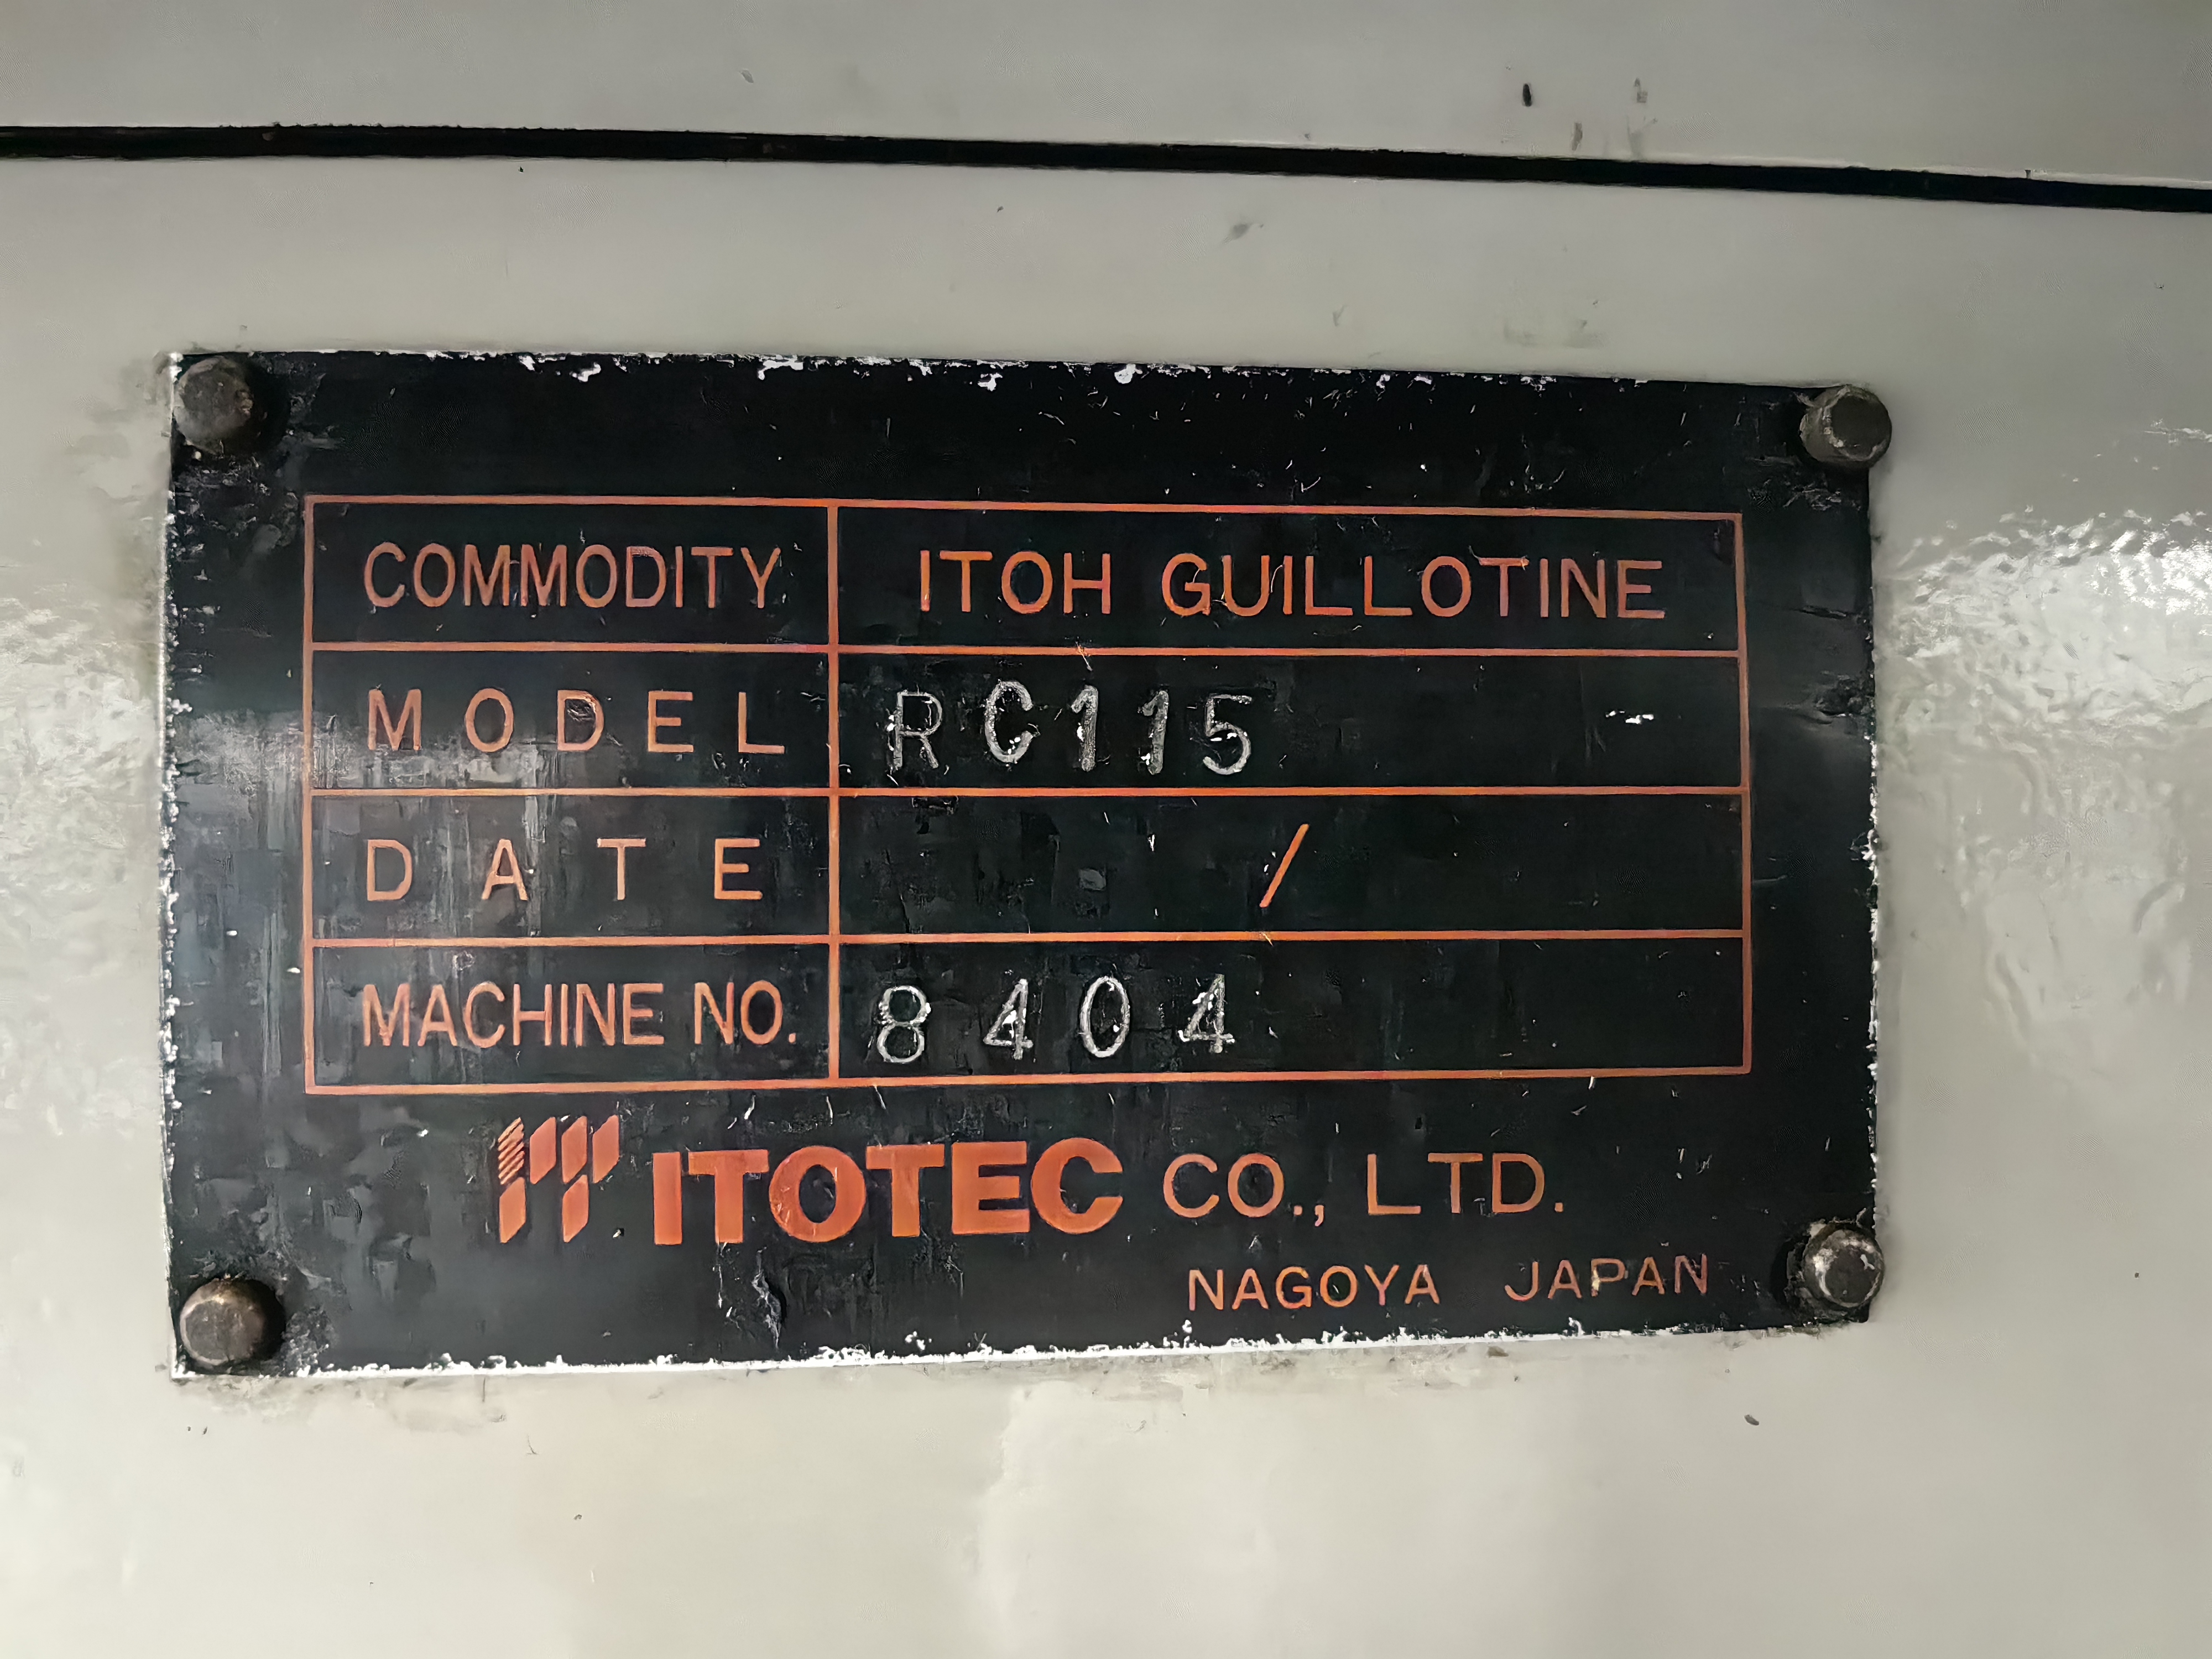 COMMODITY ITOH GUILLOTINE
MODEL RC115
DATE /
MACHINE NO. 8404
ITOTEC CO., LTD.
NAGOYA JAPAN